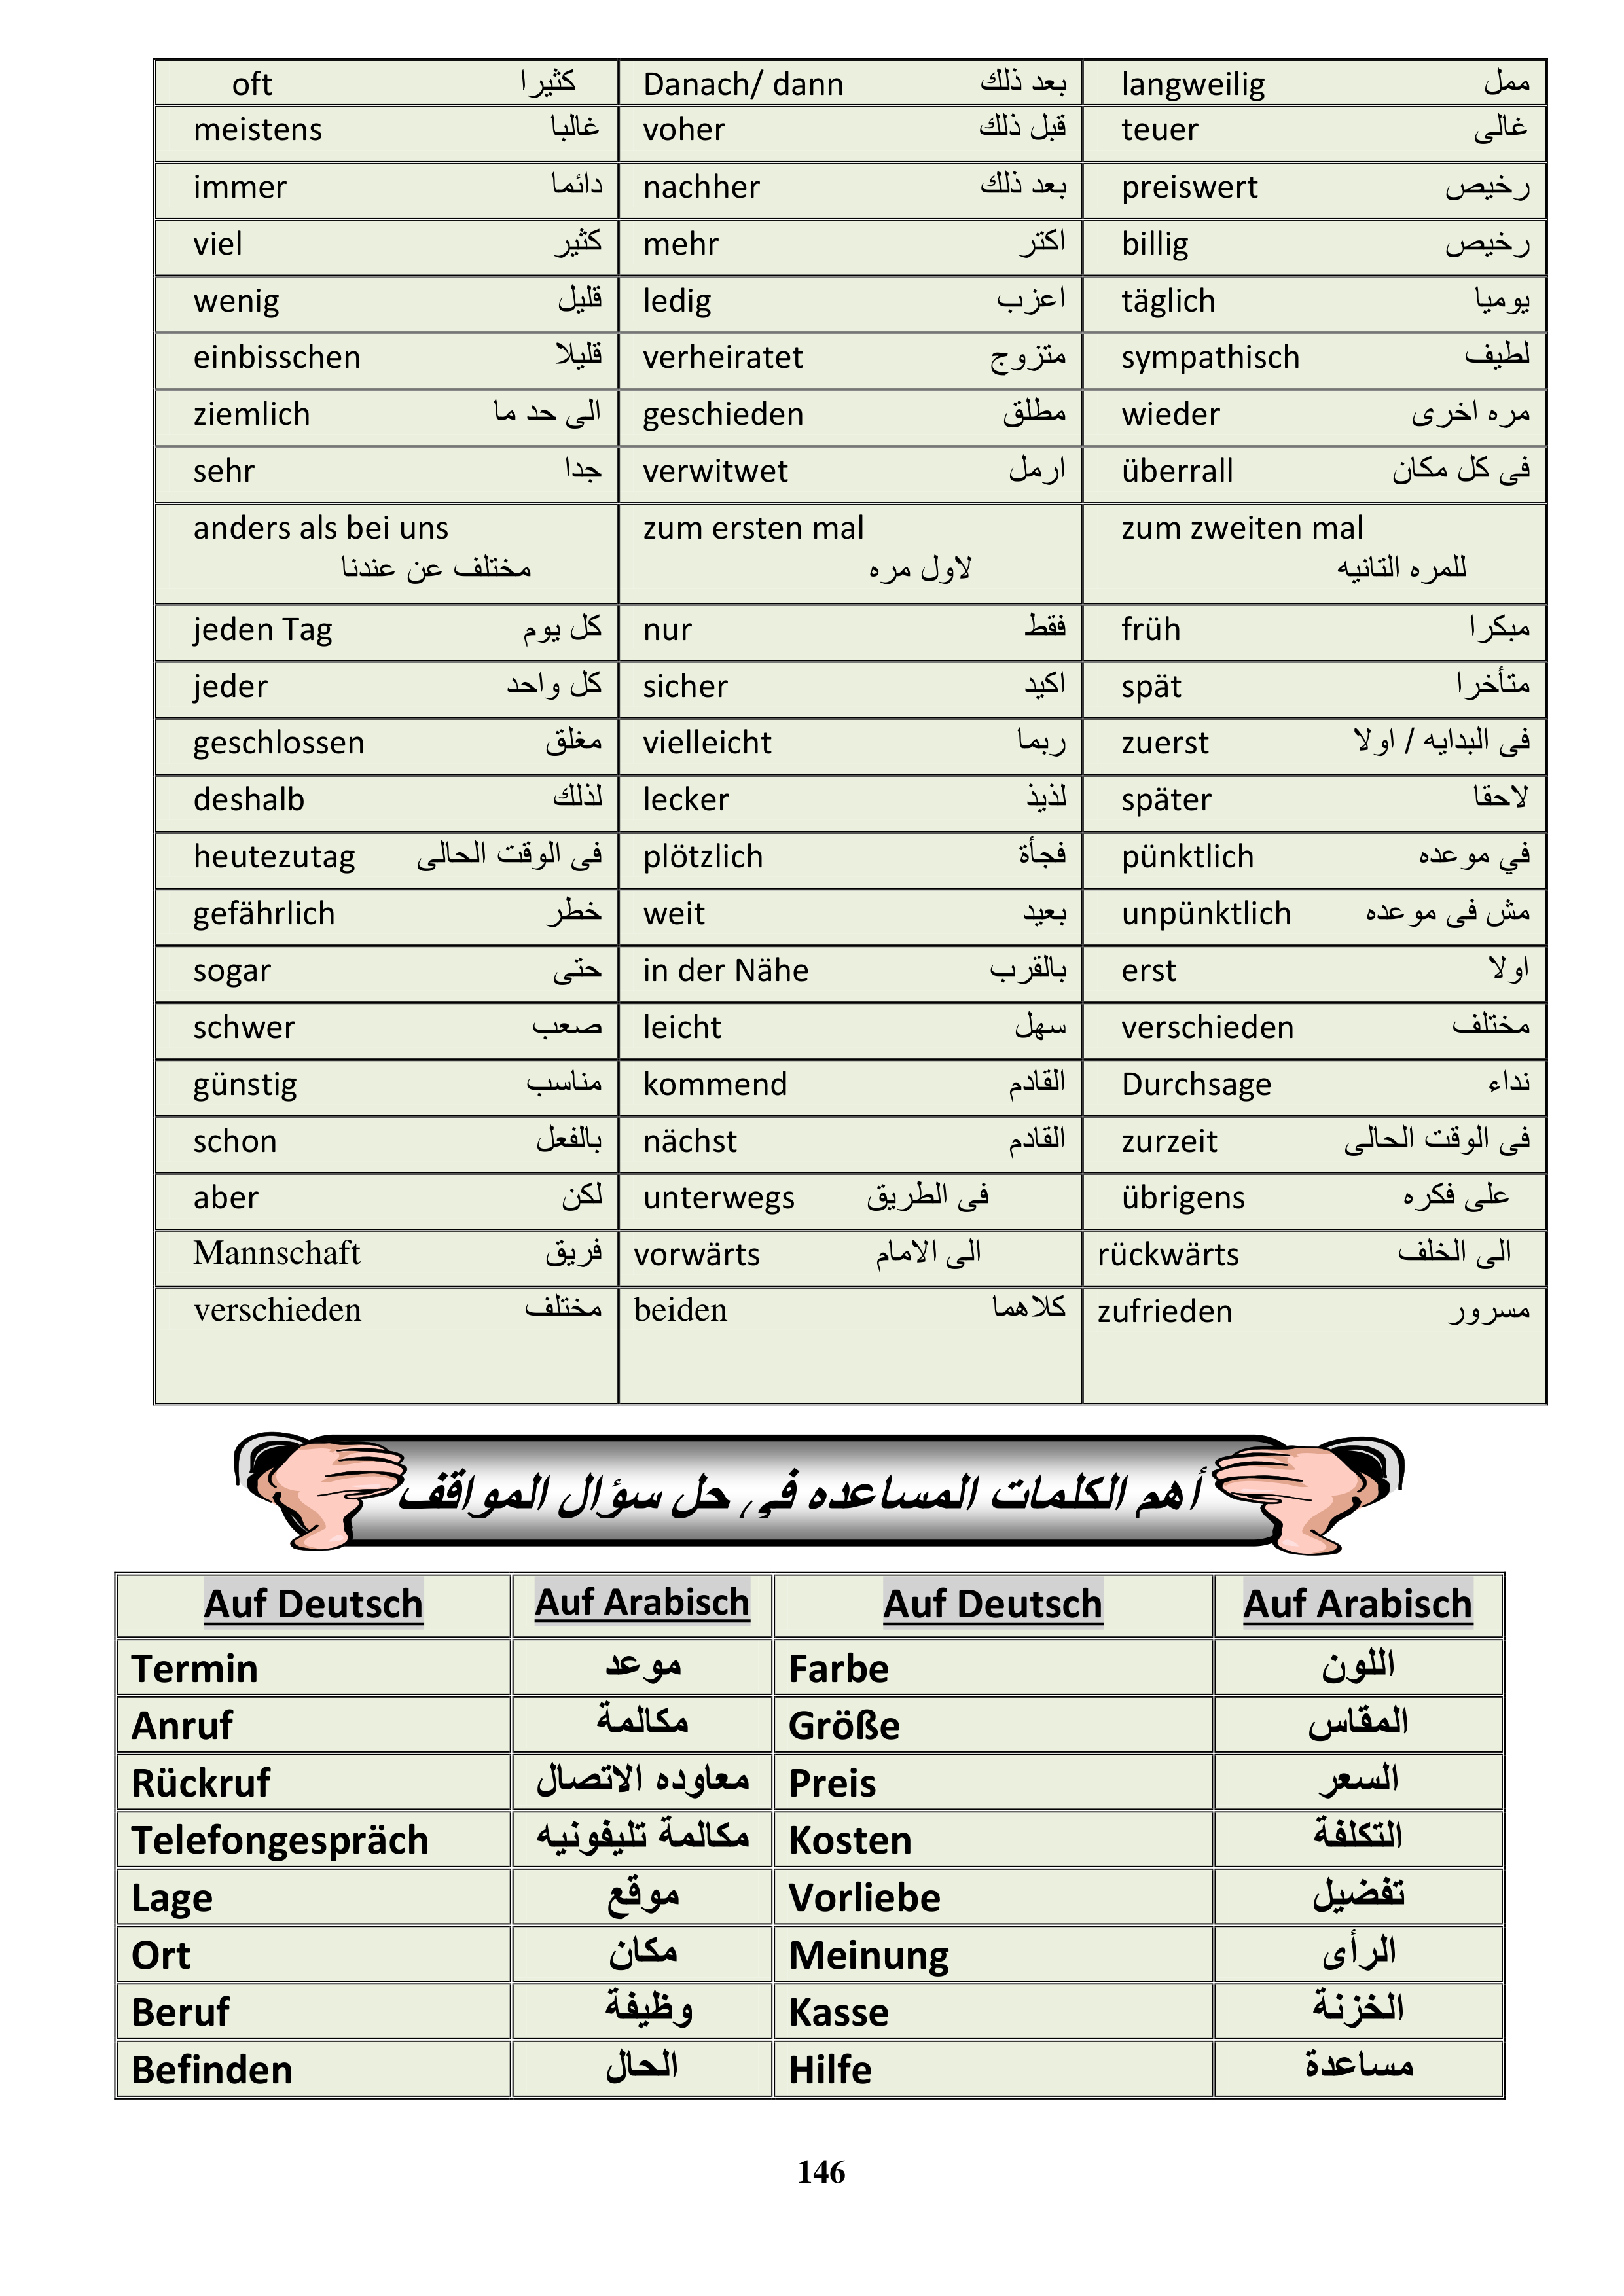 oft كثيرا Danach/ dann بعد ذلك langweilig ممل
meistens غالبا voher قبل ذلك teuer غالى
immer دائما nachher بعد ذلك preiswert رخيص
viel كثير mehr اكتر billig رخيص
wenig قليل ledig اعزب täglich يوميا
einbisschen قليلا verheiratet متزوج sympathisch لطيف
ziemlich الى حد ما geschieden مطلق wieder مره اخرى
sehr جدا verwitwet ارمل überrall فى كل مكان
anders als bei uns zum ersten mal zum zweiten mal
مختلف عن عندنا لاول مره للمره التانيه
jeden Tag كل يوم nur فقط früh مبكرا
jeder كل واحد sicher اكيد spät متأخرا
geschlossen مغلق vielleicht ربما zuerst فى البدايه / اولا
deshalb لذلك lecker لذيذ später لاحقا
heutezutag فى الوقت الحالى plötzlich فجأة pünktlich في موعده
gefährlich خطر weit بعيد unpünktlich مش فى موعده
sogar حتى in der Nähe بالقرب erst اولا
schwer صعب leicht سهل verschieden مختلف
günstig مناسب kommend القادم Durchsage نداء
schon بالفعل nächst القادم zurzeit فى الوقت الحالى
aber لكن unterwegs فى الطريق übrigens على فكره
Mannschaft فريق vorwärts الى الامام rückwärts الى الخلف
verschieden مختلف beiden كلاهما zufrieden مسرور
أهم الكلمات المساعده فى حل سؤال المواقف
Auf Deutsch Auf Arabisch Auf Deutsch Auf Arabisch
Termin موعد Farbe اللون
Anruf مكالمة Größe المقاس
Rückruf معاوده الاتصال Preis السعر
Telefongespräch مكالمة تليفونيه Kosten التكلفة
Lage موقع Vorliebe تفضيل
Ort مكان Meinung الرأى
Beruf وظيفة Kasse الخزنة
Befinden الحال Hilfe مساعدة
146